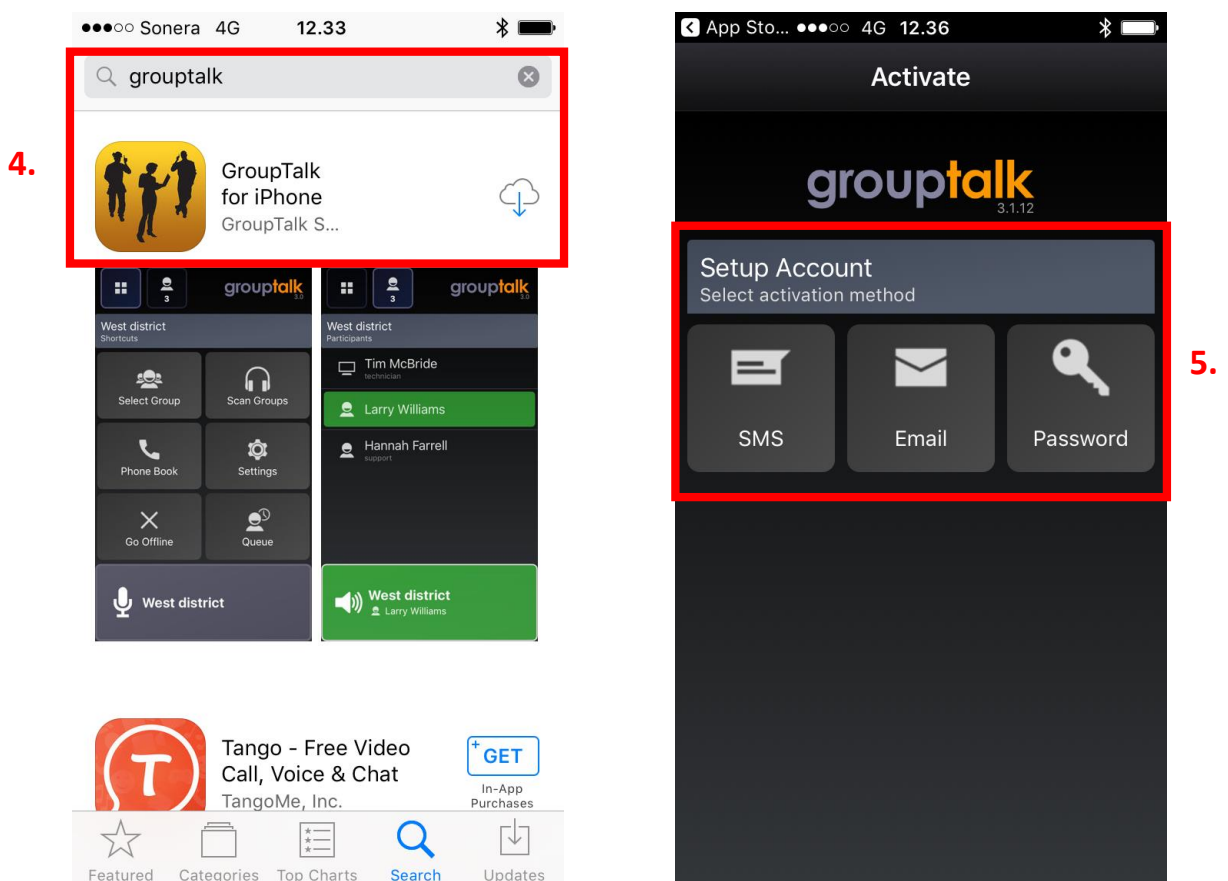 ●●●○○ Sonera 4G 12.33
grouptalk
4.
GroupTalk
for iPhone
GroupTalk S...
3
grouptalk
3.0
West district
Shortcuts
Select Group
Scan Groups
Phone Book
Settings
Go Offline
Queue
West district
3
grouptalk
3.0
West district
Participants
Tim McBride
technician
Larry Williams
Hannah Farrell
support
West district
Larry Williams
T
Tango - Free Video
Call, Voice & Chat
TangoMe, Inc.
+ GET
In-App
Purchases
Featured Categories Top Charts Search Updates
App Sto... ●●●○○ 4G 12.36
Activate
grouptalk
3.1.12
Setup Account
Select activation method
SMS Email Password
5.